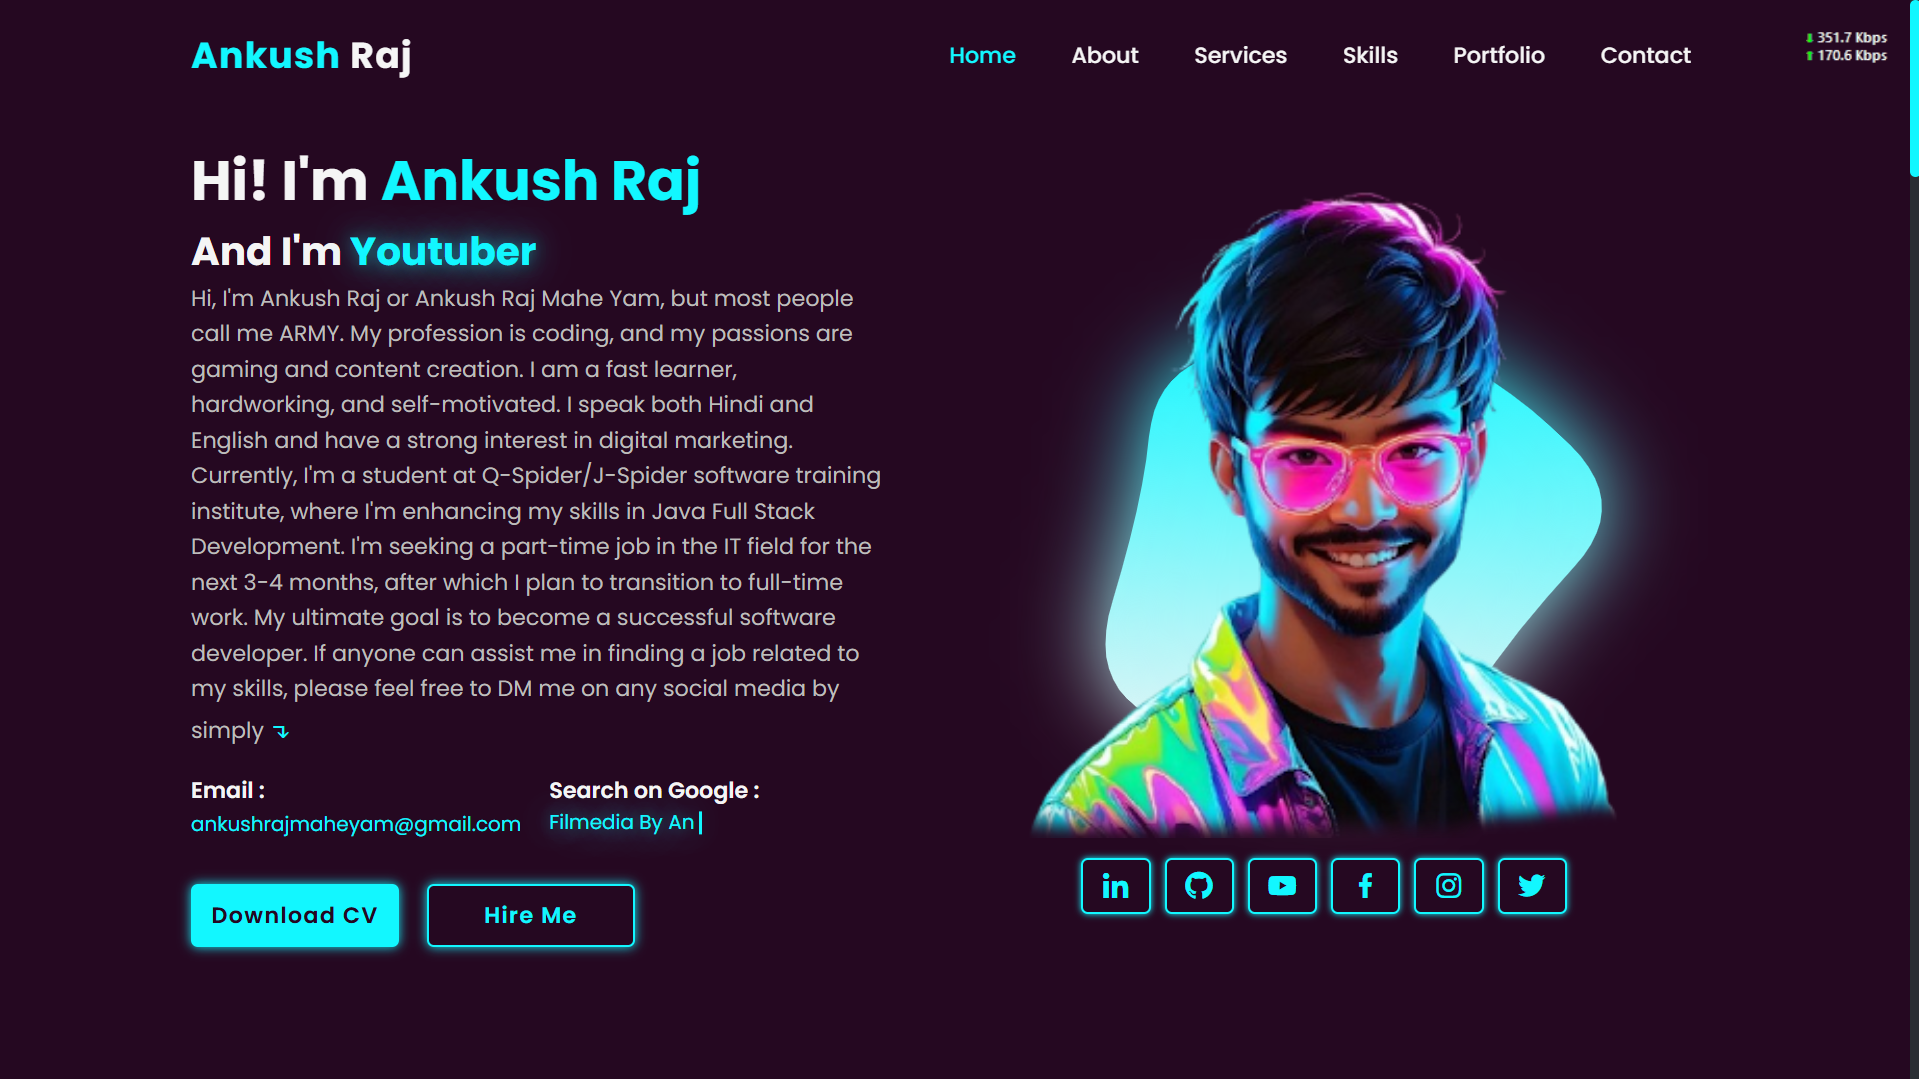 Ankush Raj
Home About Services Skills Portfolio Contact
351.7 Kbps
170.6 Kbps
Hi! I'm Ankush Raj
And I'm Youtuber
Hi, I'm Ankush Raj or Ankush Raj Mahe Yam, but most people
call me ARMY. My profession is coding, and my passions are
gaming and content creation. I am a fast learner,
hardworking, and self-motivated. I speak both Hindi and
English and have a strong interest in digital marketing.
Currently, I'm a student at Q-Spider/J-Spider software training
institute, where I'm enhancing my skills in Java Full Stack
Development. I'm seeking a part-time job in the IT field for the
next 3-4 months, after which I plan to transition to full-time
work. My ultimate goal is to become a successful software
developer. If anyone can assist me in finding a job related to
my skills, please feel free to DM me on any social media by
simply
Email :
ankushrajmaheyam@gmail.com
Search on Google :
Filmedia By An
Download CV
Hire Me